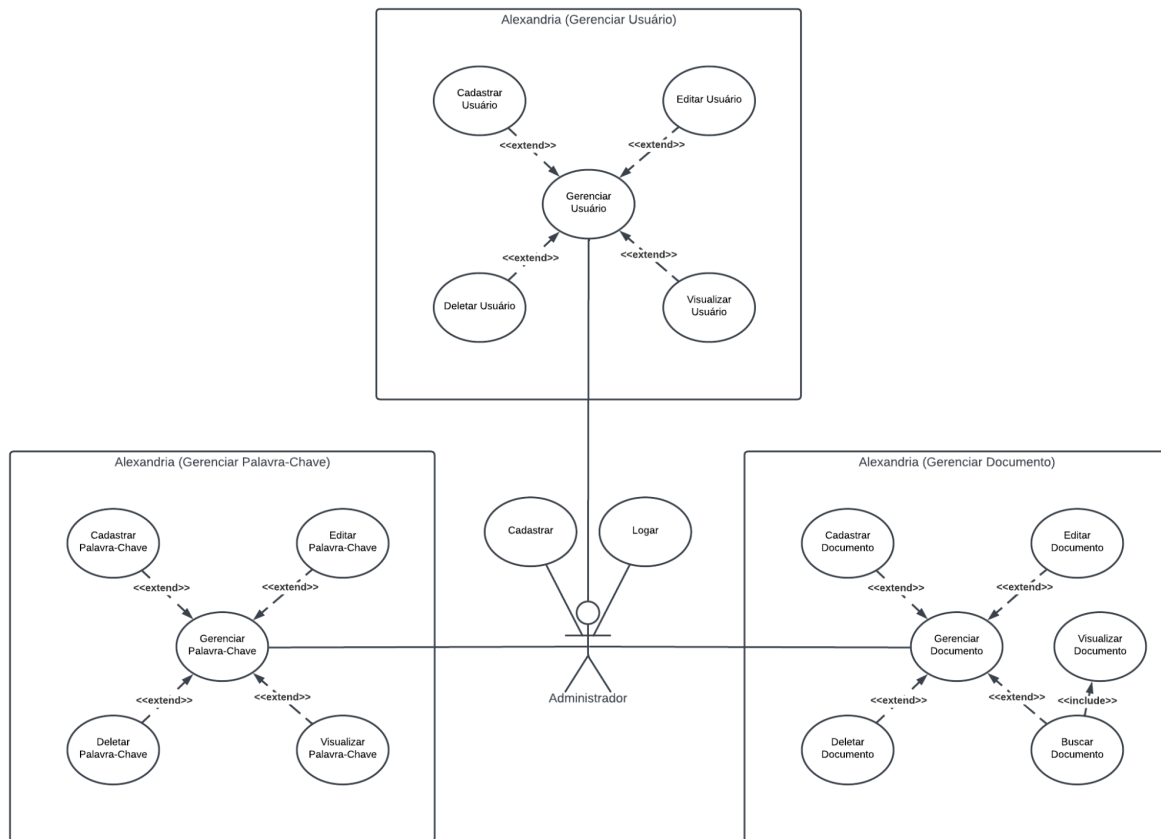 Alexandria (Gerenciar Usuário)
Cadastrar
Usuário
Editar Usuário
<<extend>>
<<extend>>
Gerenciar
Usuário
<<extend>>
<<extend>>
Deletar Usuário
Visualizar
Usuário
Alexandria (Gerenciar Palavra-Chave)
Cadastrar
Palavra-Chave
Editar
Palavra-Chave
<<extend>>
<<extend>>
Gerenciar
Palavra-Chave
<<extend>>
<<extend>>
Deletar
Palavra-Chave
Visualizar
Palavra-Chave
Cadastrar
Logar
Administrador
Alexandria (Gerenciar Documento)
Cadastrar
Documento
Editar
Documento
<<extend>>
<<extend>>
Gerenciar
Documento
Visualizar
Documento
<<extend>>
<<extend>>
<<include>>
Deletar
Documento
Buscar
Documento